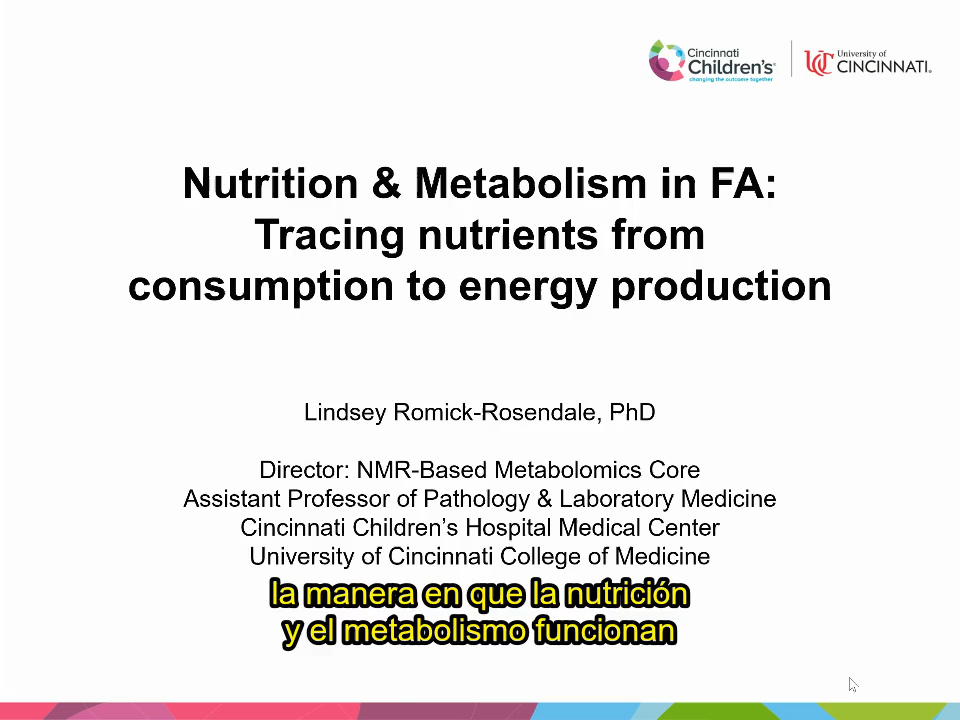 Cincinnati
Children's
changing the outcome together
University of
CINCINNATI
Nutrition & Metabolism in FA:
Tracing nutrients from
consumption to energy production
Lindsey Romick-Rosendale, PhD
Director: NMR-Based Metabolomics Core
Assistant Professor of Pathology & Laboratory Medicine
Cincinnati Children's Hospital Medical Center
University of Cincinnati College of Medicine
la manera en que la nutrición
y el metabolismo funcionan